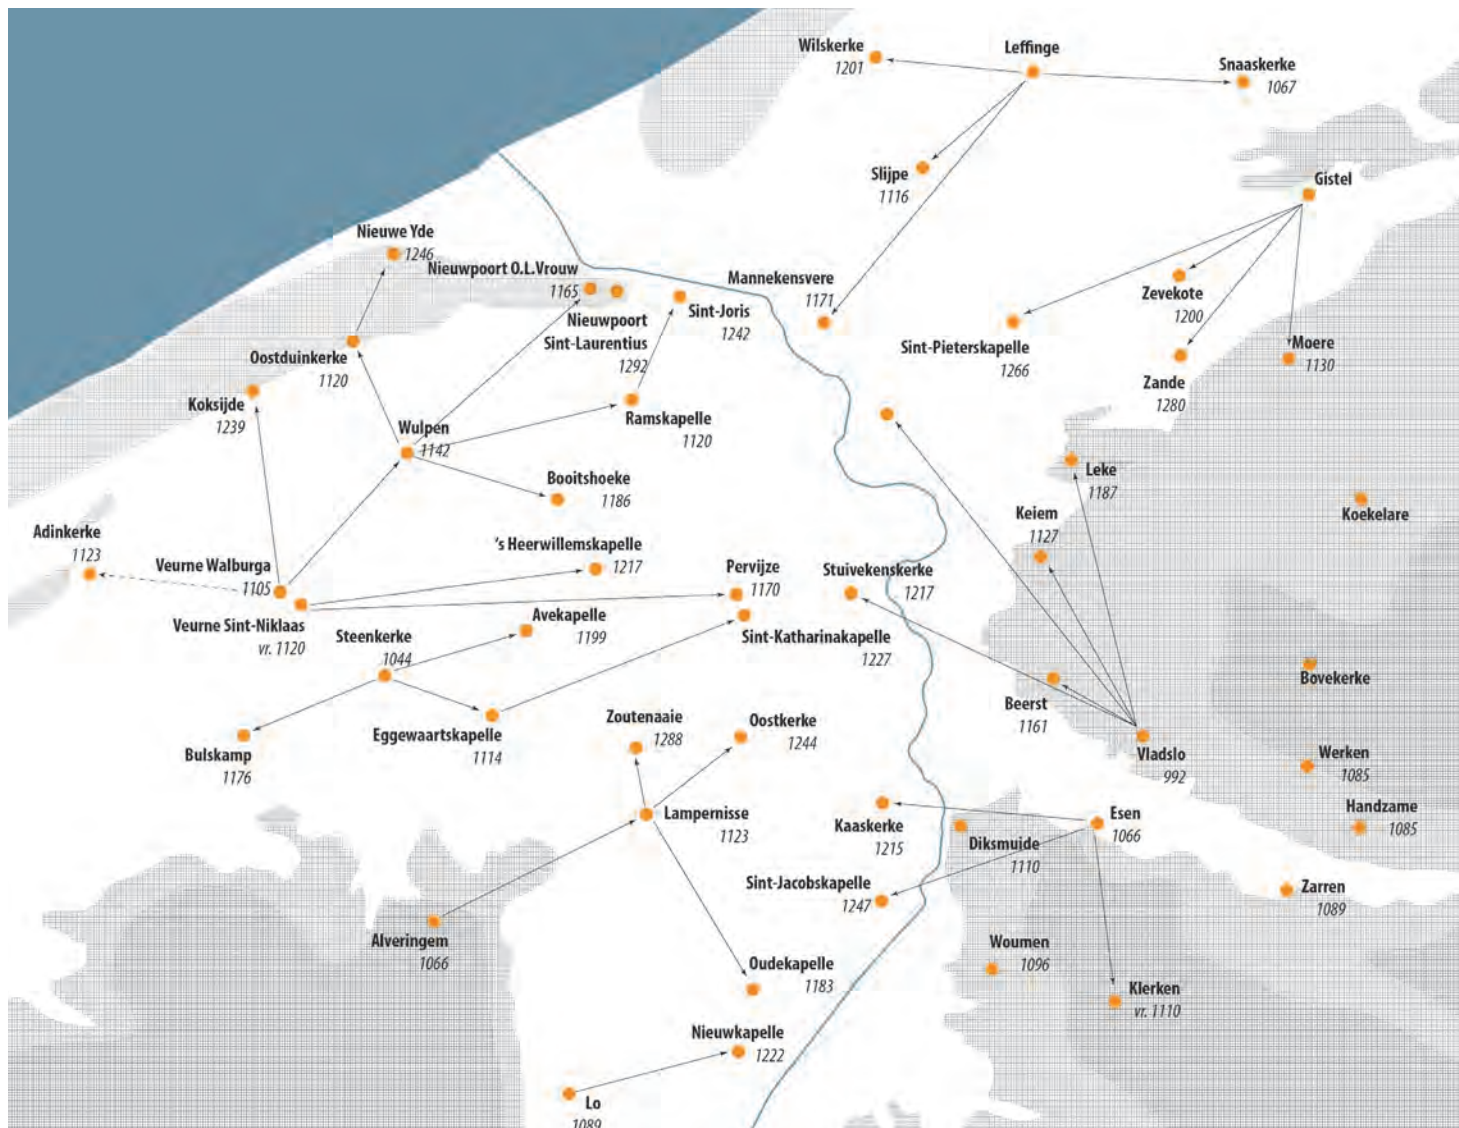 Wilskerke
1201
Leffinge
Snaaskerke
1067
Slijpe
1116
Gistel
Nieuwe Yde
1246
Nieuwpoort O.L.Vrouw
1165
Mannekensvere
1171
Zevekote
1200
Sint-Joris
1242
Nieuwpoort
Sint-Laurentius
1292
Sint-Pieterskapelle
1266
Moere
1130
Oostduinkerke
1120
Zande
1280
Koksijde
1239
Ramskapelle
1120
Wulpen
1142
Booitshoeke
1186
Leke
1187
Keiem
1127
Koekelare
Adinkerke
1123
's Heerwillemskapelle
1217
Veurne Walburga
1105
Pervijze
1170
Stuivekenskerke
1217
Veurne Sint-Niklaas
vr. 1120
Avekapelle
1199
Steenkerke
1044
Sint-Katharinakapelle
1227
Bovekerke
Beerst
1161
Eggewaartskapelle
1114
Zoutenaaie
1288
Oostkerke
1244
Bulskamp
1176
Vladslo
992
Werken
1085
Lampernisse
1123
Kaaskerke
1215
Diksmuide
1110
Esen
1066
Handzame
1085
Sint-Jacobskapelle
1247
Zarren
1089
Alveringem
1066
Woumen
1096
Oudekapelle
1183
Klerken
vr. 1110
Nieuwkapelle
1222
Lo
1089